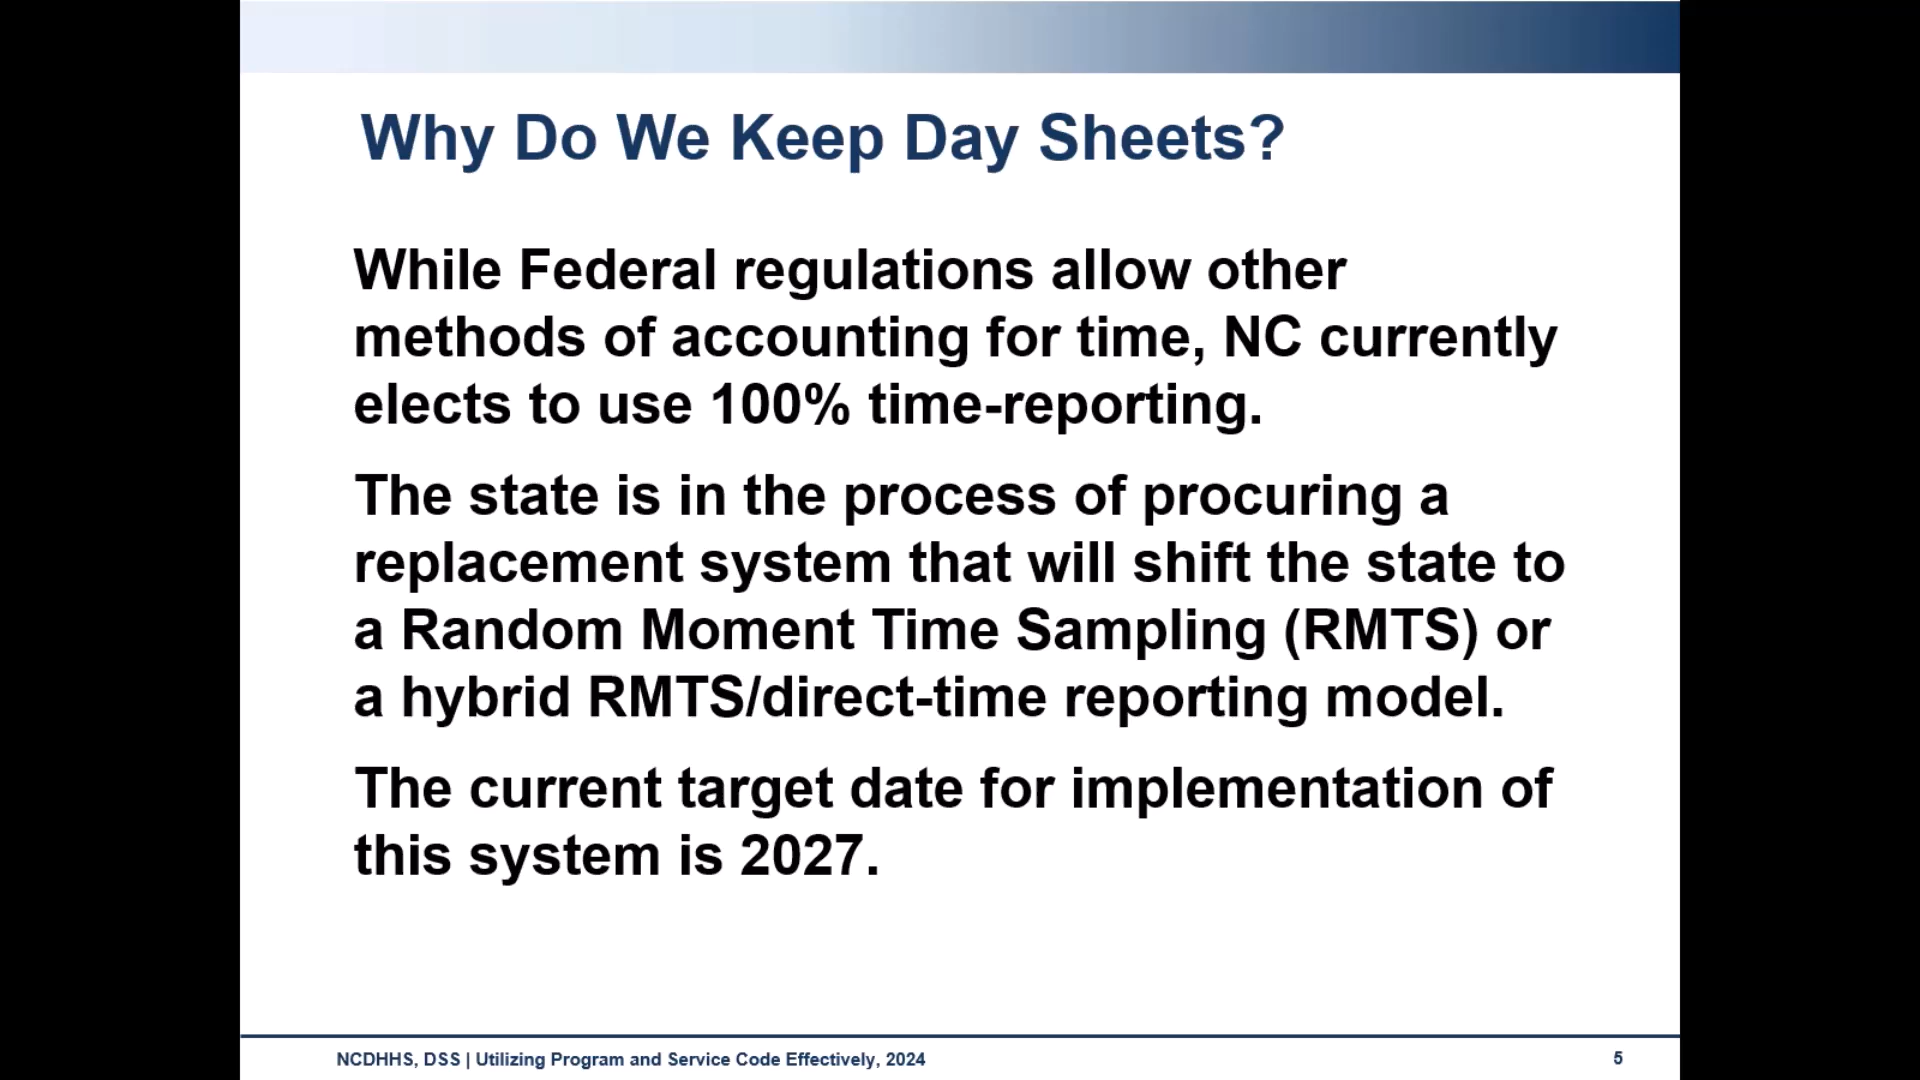 Why Do We Keep Day Sheets?
While Federal regulations allow other
methods of accounting for time, NC currently
elects to use 100% time-reporting.
The state is in the process of procuring a
replacement system that will shift the state to
a Random Moment Time Sampling (RMTS) or
a hybrid RMTS/direct-time reporting model.
The current target date for implementation of
this system is 2027.
NCDHHS, DSS | Utilizing Program and Service Code Effectively, 2024
5